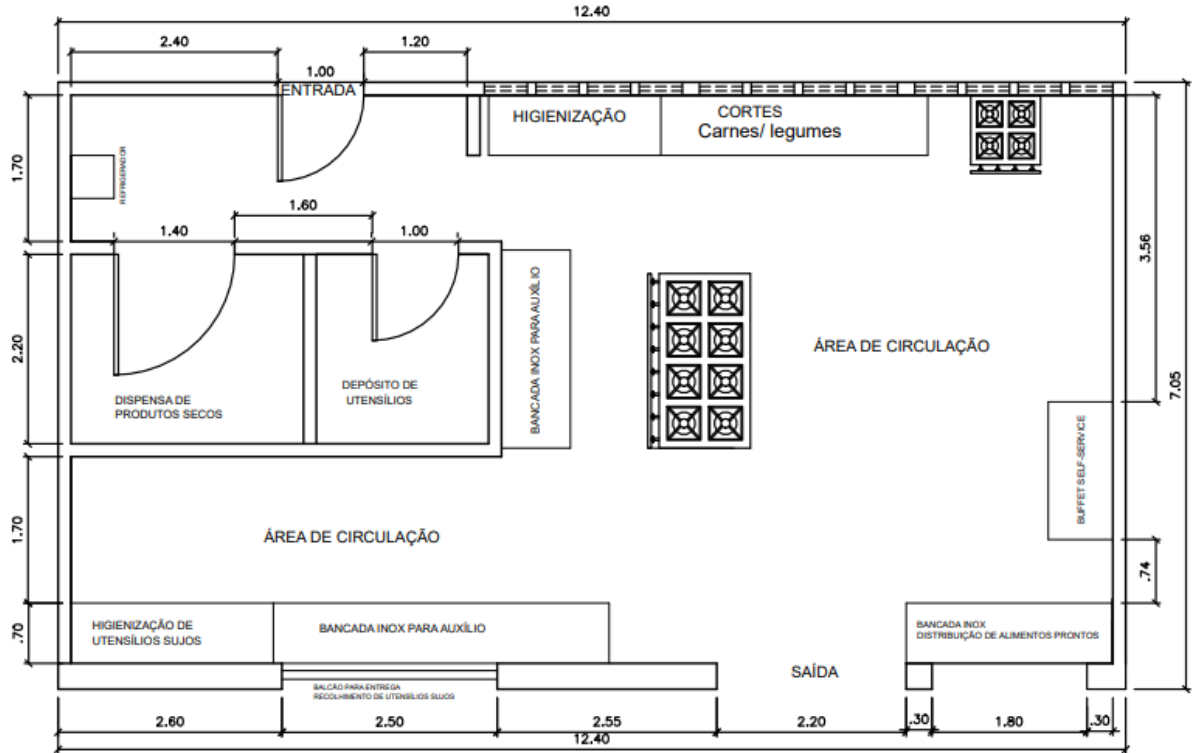 12.40
2.40
1.00
1.20
ENTRADA
HIGIENIZAÇÃO
CORTES
Carnes/ legumes
1.70
REFRIGERADOR
1.60
1.40
1.00
3.56
BANCADA INOX PARA AUXÍLIO
ÁREA DE CIRCULAÇÃO
7.05
2.20
DISPENSA DE
PRODUTOS SECOS
DEPÓSITO DE
UTENSÍLIOS
BUFFET SELF-SERVICE
1.70
ÁREA DE CIRCULAÇÃO
.74
.70
HIGIENIZAÇÃO DE
UTENSÍLIOS SUJOS
BANCADA INOX PARA AUXÍLIO
BANCADA INOX
DISTRIBUIÇÃO DE ALIMENTOS PRONTOS
SAÍDA
BALCÃO PARA ENTREGA
RECOLHIMENTO DE UTENSÍLIOS SUJOS
2.60
2.50
2.55
2.20
.30
1.80
.30
12.40